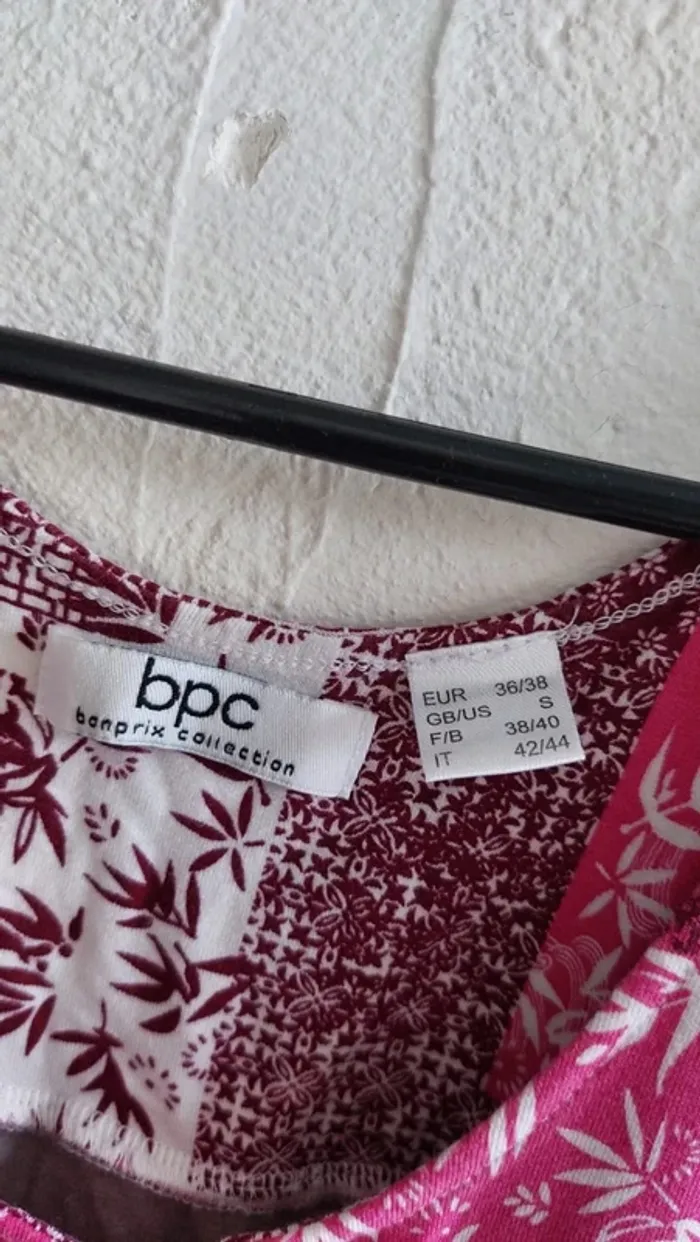 bpc
bonprix collection
EUR 36/38
GB/US S
F/B 38/40
IT 42/44